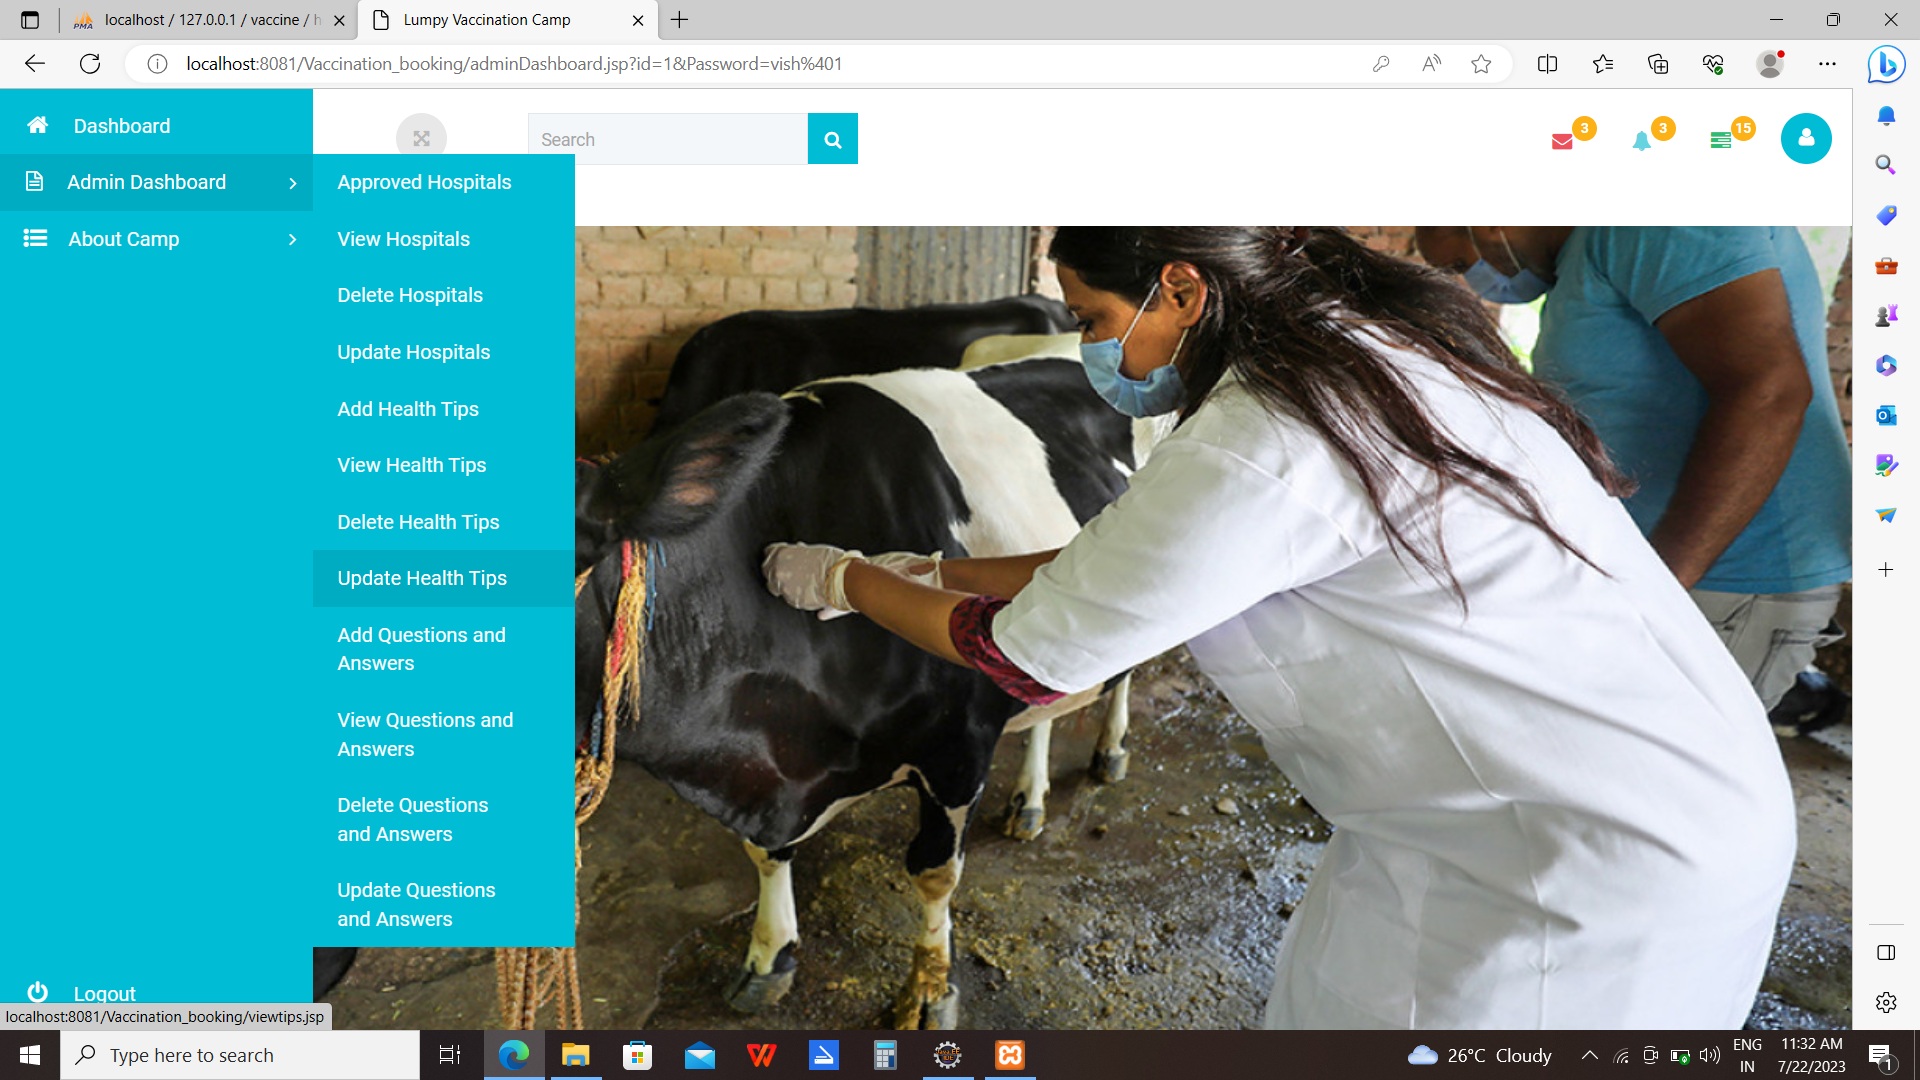 localhost / 127.0.0.1 / vaccine / h
Lumpy Vaccination Camp
localhost:8081/Vaccination_booking/adminDashboard.jsp?id=1&Password=vish%401
Dashboard
Search
3
3
15
Admin Dashboard
About Camp
Approved Hospitals
View Hospitals
Delete Hospitals
Update Hospitals
Add Health Tips
View Health Tips
Delete Health Tips
Update Health Tips
Add Questions and
Answers
View Questions and
Answers
Delete Questions
and Answers
Update Questions
and Answers
Logout
localhost:8081/Vaccination_booking/viewtips.jsp
Type here to search
26°C Cloudy
ENG
IN
11:32 AM
7/22/2023
1